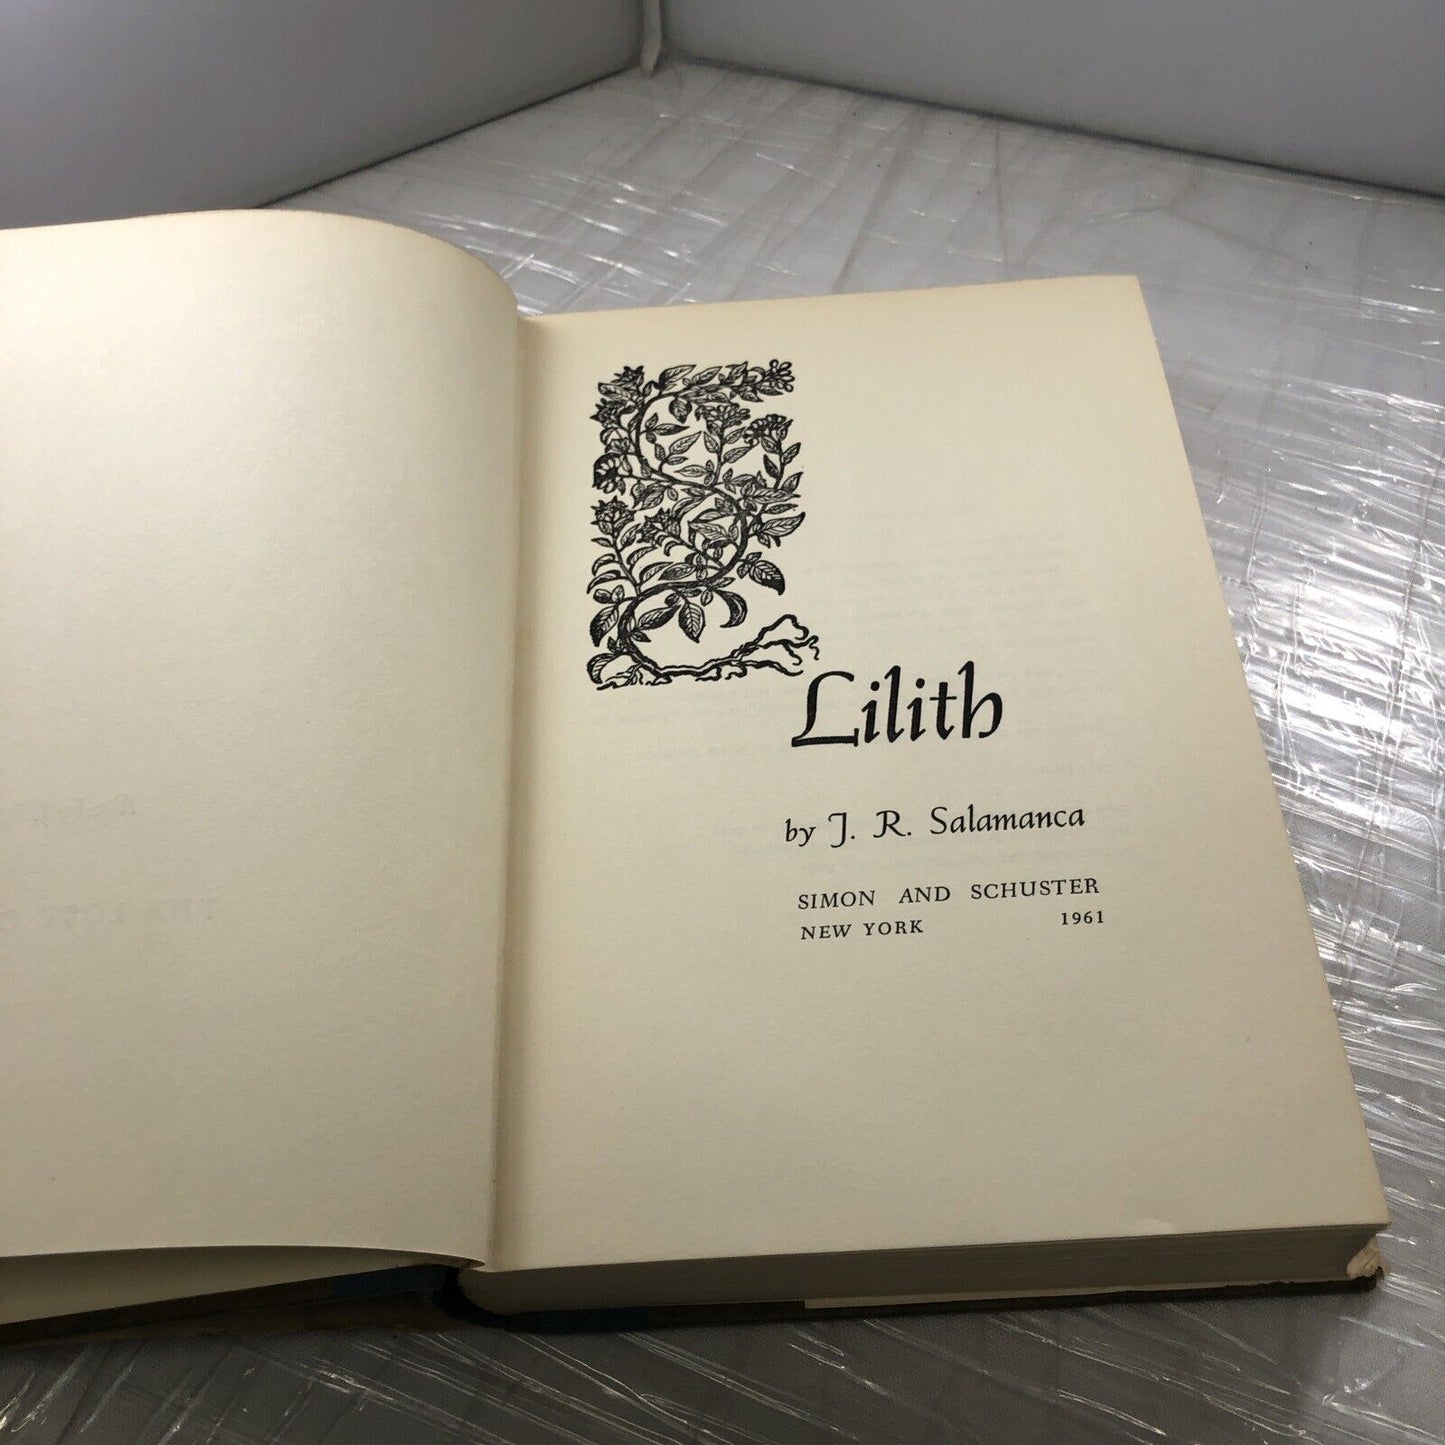 Lilith
by J. R. Salamanca
SIMON AND SCHUSTER
NEW YORK 1961